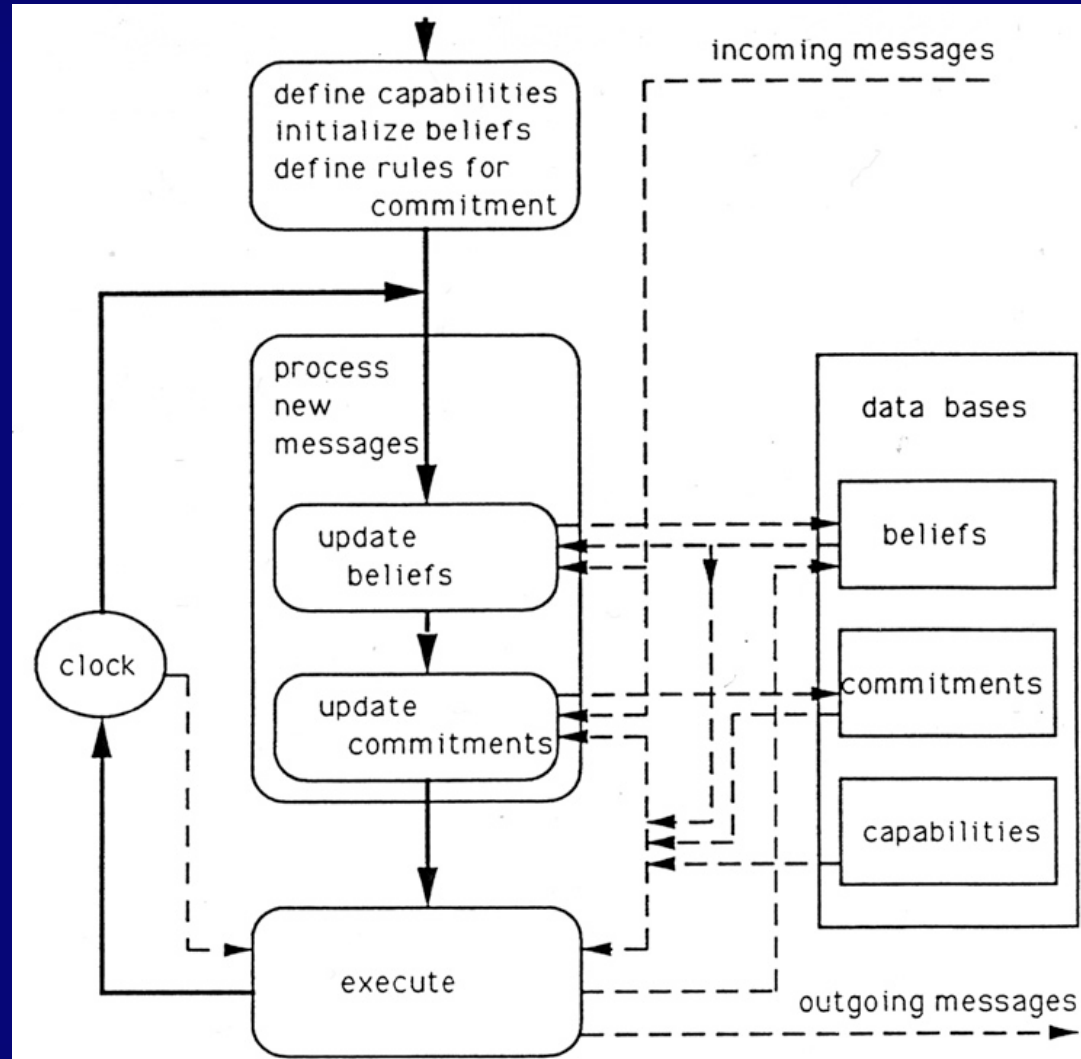 incoming messages
define capabilities
initialize beliefs
define rules for
commitment
process
new
messages
data bases
update
beliefs
beliefs
clock
update
commitments
commitments
capabilities
execute
outgoing messages